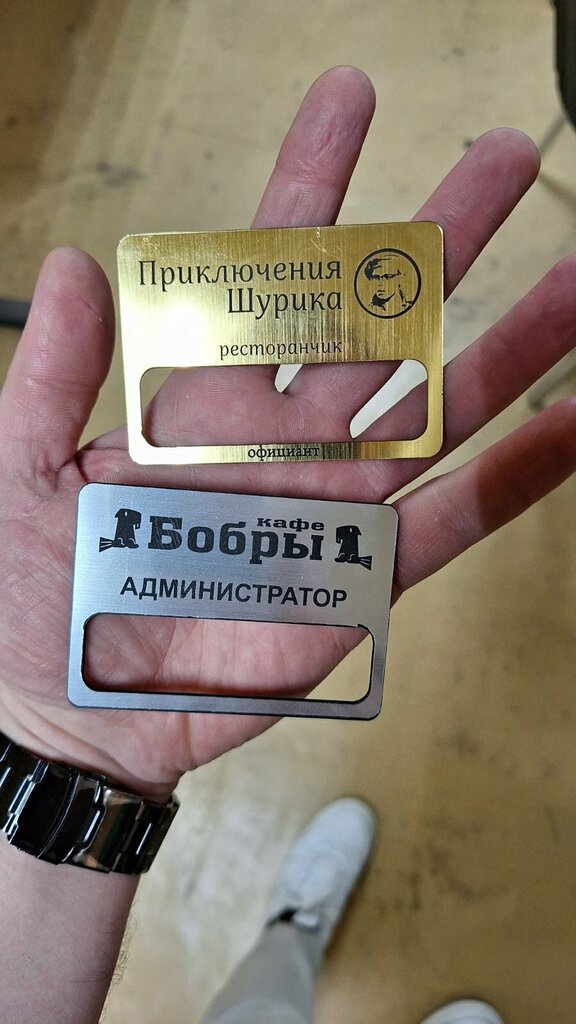 Приключения
Шурика
ресторанчик
официант
кафе
Бобры
АДМИНИСТРАТОР